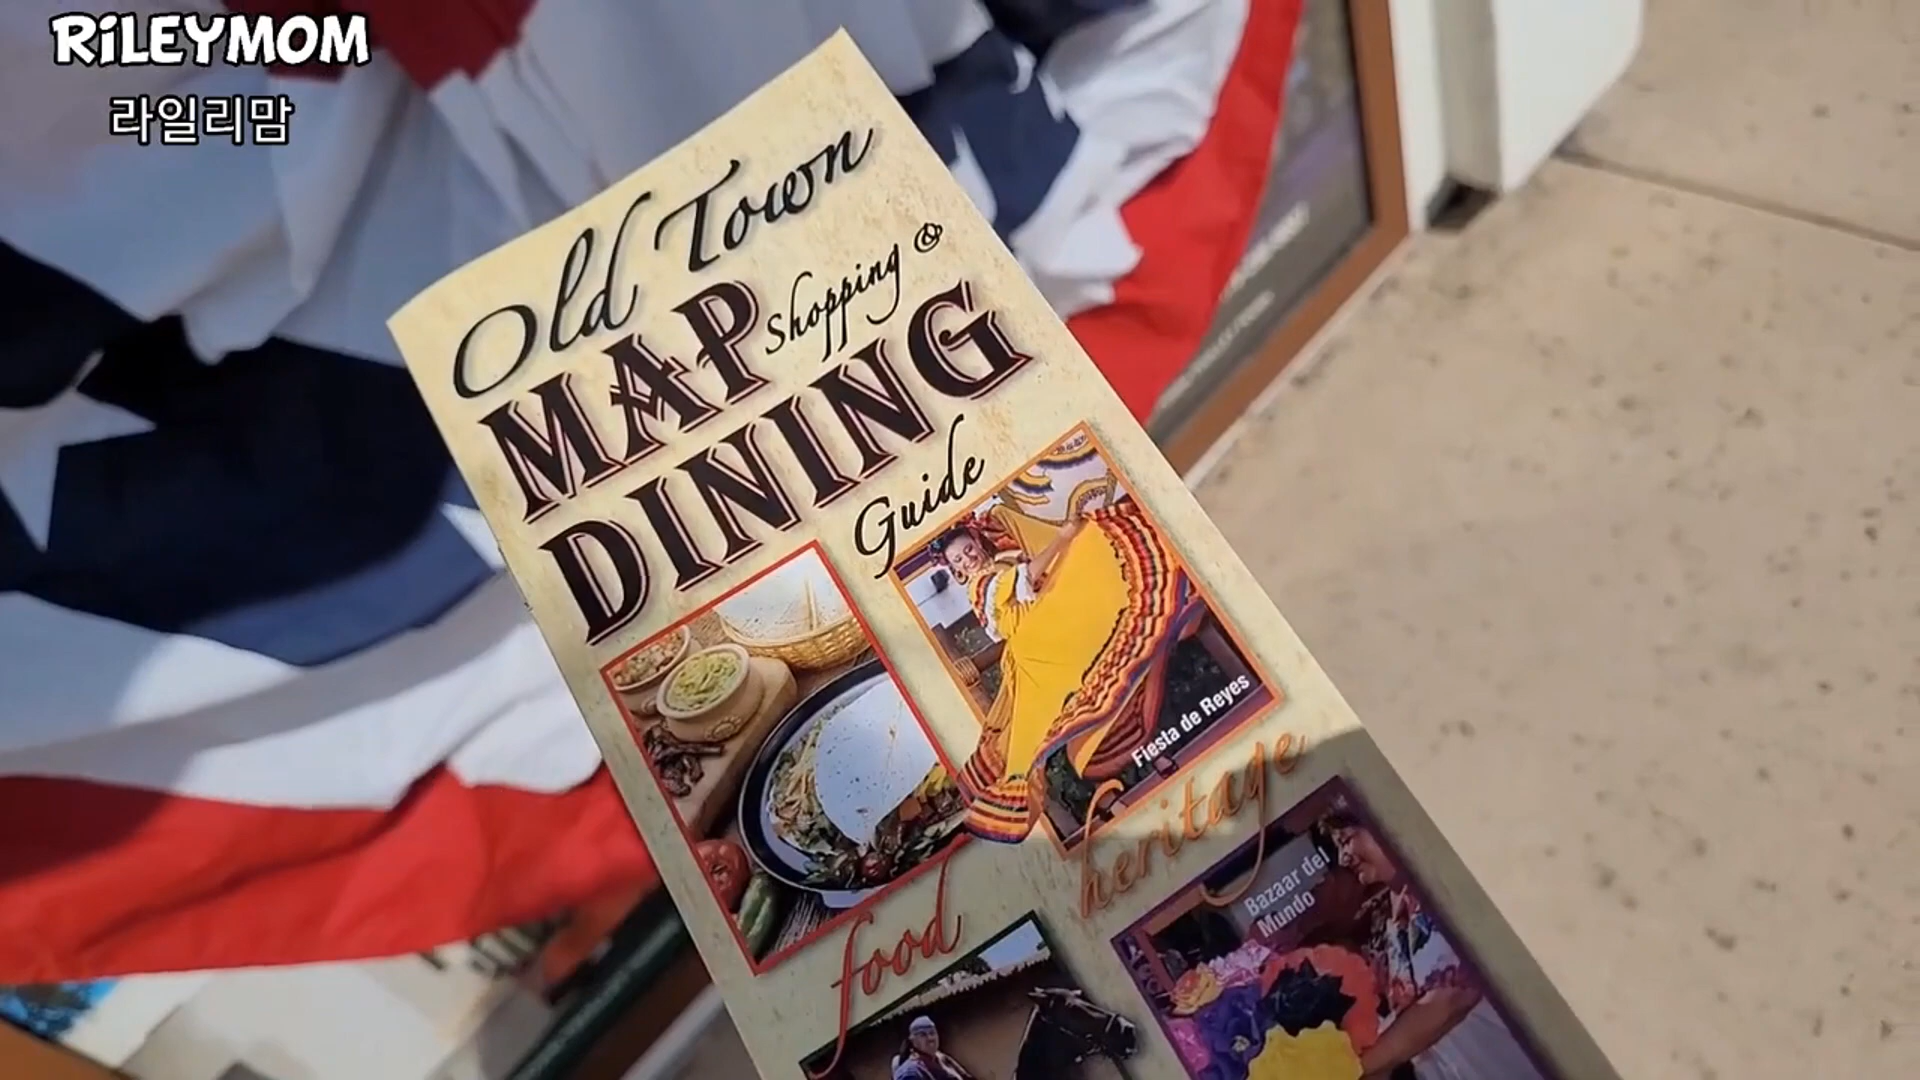 RILEYMOM
라일리맘
Old Town
MAP Shopping &
DINING
Guide
Fiesta de Reyes
heritage
food
Bazaar del
Mundo